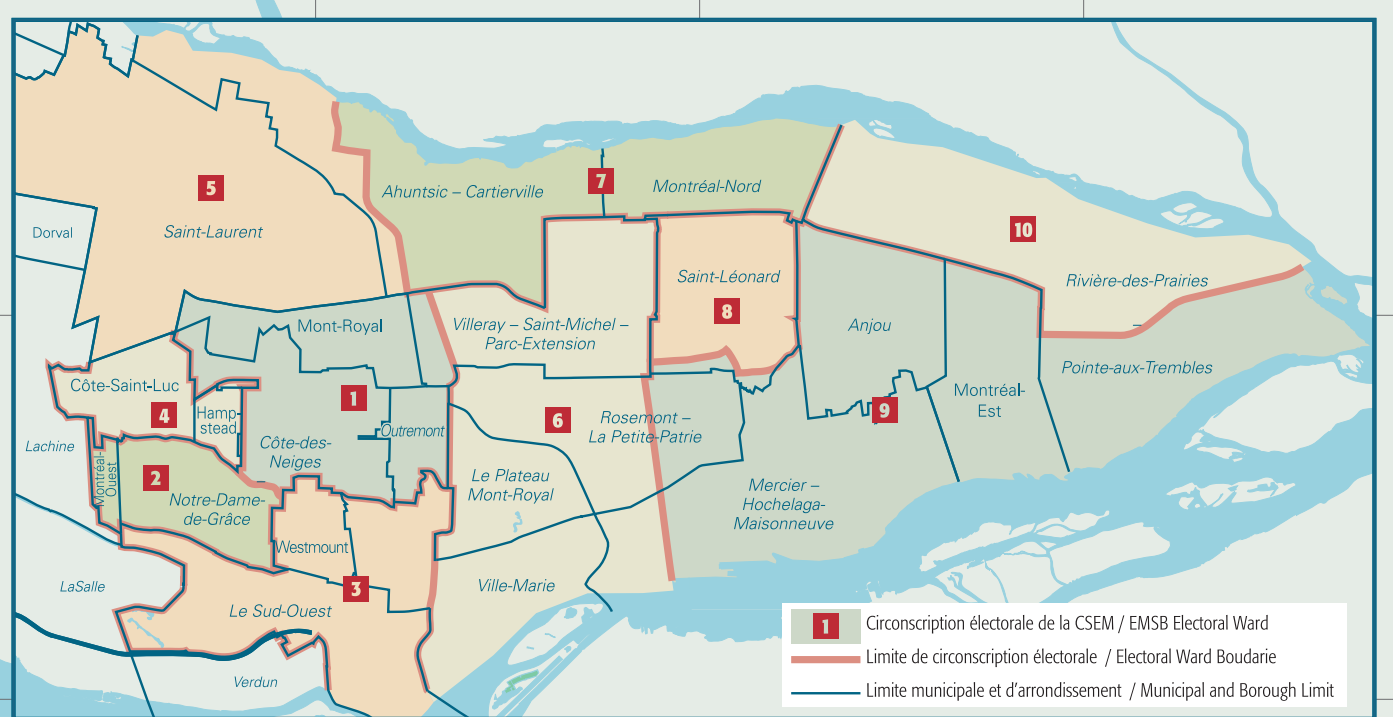 5
Saint-Laurent
Dorval
Ahuntsic – Cartierville
7
Montréal-Nord
10
Rivière-des-Prairies
Saint-Léonard
8
Mont-Royal
Villeray – Saint-Michel –
Parc-Extension
Anjou
Pointe-aux-Trembles
Côte-Saint-Luc
4
Hamp-
stead
1
Côte-des-
Neiges
Outremont
6
Rosemont –
La Petite-Patrie
9
Montréal-
Est
Lachine
Montréal-
Ouest
2
Notre-Dame-
de-Grâce
Le Plateau
Mont-Royal
Mercier –
Hochelaga-
Maisonneuve
Westmount
3
Ville-Marie
LaSalle
Le Sud-Ouest
Verdun
1 Circonscription électorale de la CSEM / EMSB Electoral Ward
Limite de circonscription électorale / Electoral Ward Boudarie
Limite municipale et d'arrondissement / Municipal and Borough Limit